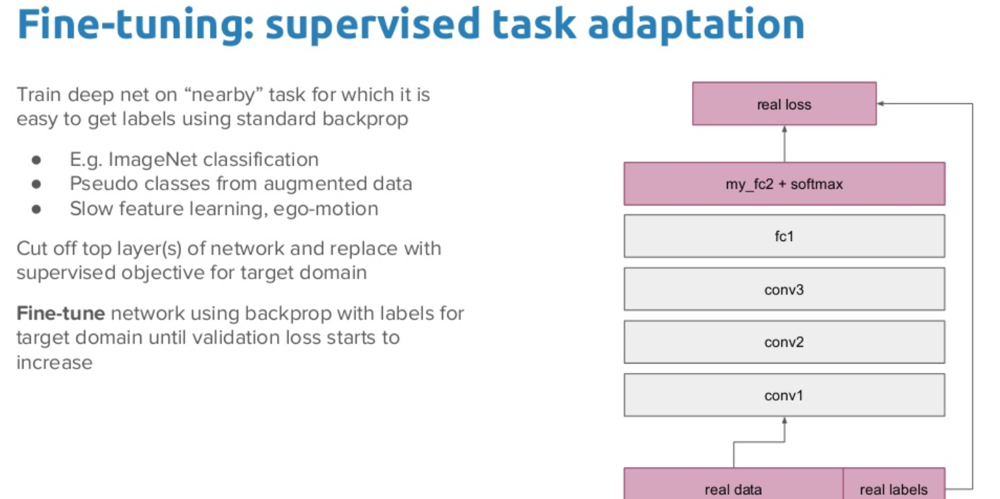 Fine-tuning: supervised task adaptation
Train deep net on “nearby” task for which it is
easy to get labels using standard backprop
● E.g. ImageNet classification
● Pseudo classes from augmented data
● Slow feature learning, ego-motion
Cut off top layer(s) of network and replace with
supervised objective for target domain
Fine-tune network using backprop with labels for
target domain until validation loss starts to
increase
real loss
my_fc2 + softmax
fc1
conv3
conv2
conv1
real data
real labels